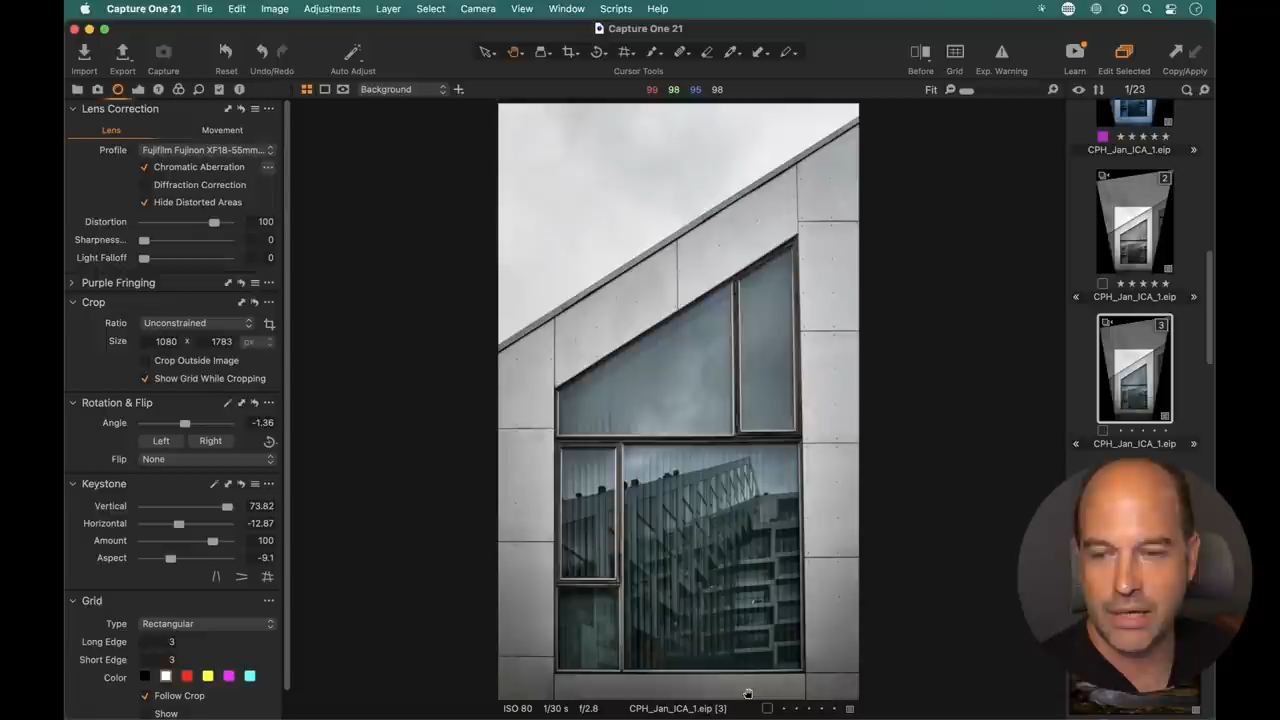 Capture One 21 File Edit Image Adjustments Layer Select Camera View Window Scripts Help
Capture One 21
Import Export Capture Reset Undo/Redo Auto Adjust Cursor Tools Before Grid Exp. Warning Learn Edit Selected Copy/Apply
Background 99 98 95 98 Fit 1/23
Lens Correction
Lens Movement
Profile Fujifilm Fujinon XF18-55mm...
Chromatic Aberration
Diffraction Correction
Hide Distorted Areas
Distortion 100
Sharpness... 0
Light Falloff 0
Purple Fringing
Crop
Ratio Unconstrained
Size 1080 x 1783 px
Crop Outside Image
Show Grid While Cropping
Rotation & Flip
Angle -1.36
Left Right
Flip None
Keystone
Vertical 73.82
Horizontal -12.87
Amount 100
Aspect -9.1
Grid
Type Rectangular
Long Edge 3
Short Edge 3
Color
Follow Crop
Show
ISO 80 1/30 s f/2.8 CPH_Jan_ICA_1.eip [3]
CPH_Jan_ICA_1.eip
2
CPH_Jan_ICA_1.eip
3
CPH_Jan_ICA_1.eip